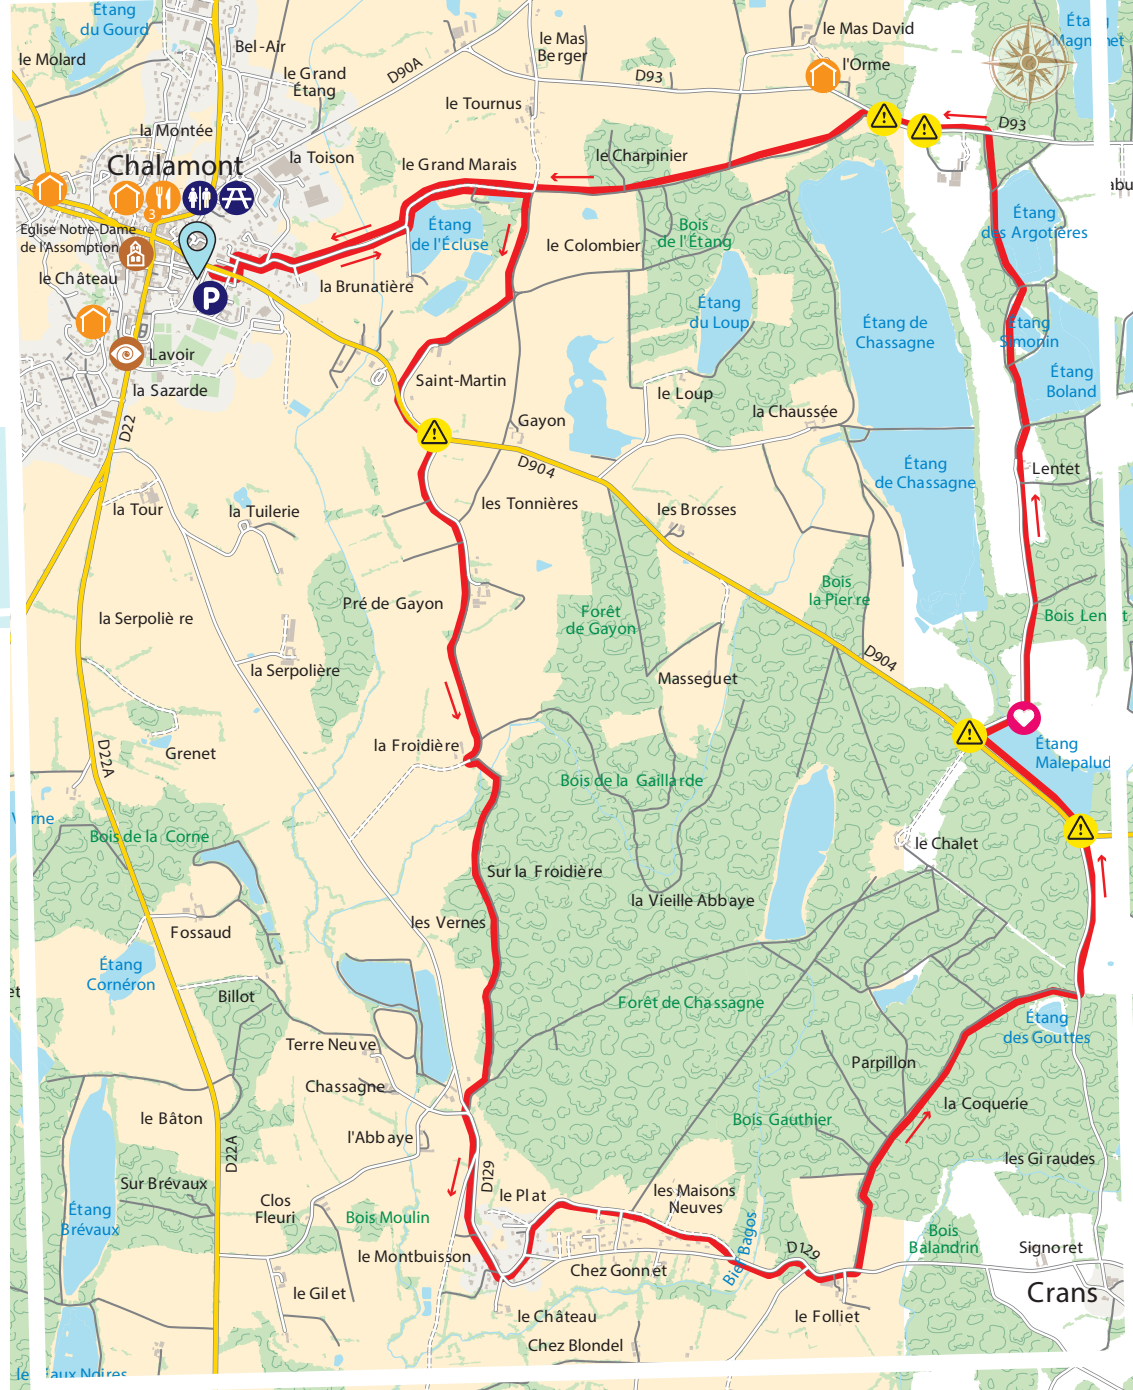 Étang
du Gourd
le Molard
Bel-Air
le Grand
Étang
D90A
le Mas
Berger
D93
le Mas David
l'Orme
Étang
le Tournus
la Montée
Chalamont
la Toison
le Grand Marais
le Charpinier
D93
3
Eglise Notre-Dame
de l'Assomption
le Château
P
la Brunatière
Étang
de l'Écluse
le Colombier
Bois
de l'Étang
Étang
des Argotières
Étang
du Loup
Étang de
Chassagne
Étang
Simonin
Étang
Boland
Lavoir
la Sazarde
Saint-Martin
le Loup
la Chaussée
Gayon
D22
D904
Étang
de Chassagne
Lentet
la Tour
la Tuilerie
les Tonnières
les Brosses
Pré de Gayon
Forêt
de Gayon
Bois
la Pierre
la Serpolière
la Serpolière
D904
Masseguet
Grenet
D22A
la Froidière
Bois de la Gaillarde
Étang
Malepalud
Bois de la Corne
le Chalet
Sur la Froidière
la Vieille Abbaye
les Vernes
Fossaud
Étang
Cornéron
Billot
Forêt de Chassagne
Étang
des Gouttes
Terre Neuve
Parpillon
Chassagne
la Coquerie
le Bâton
l'Abbaye
Bois Gauthier
D22A
D129
les Giraudes
Sur Brévaux
Clos
Fleuri
le Plat
les Maisons
Neuves
Étang
Brévaux
Bois Moulin
Bief Bagos
Bois
Balandrin
Signoret
le Montbuisson
D129
Chez Gonnet
Crans
le Gilet
le Château
le Folliet
Chez Blondel